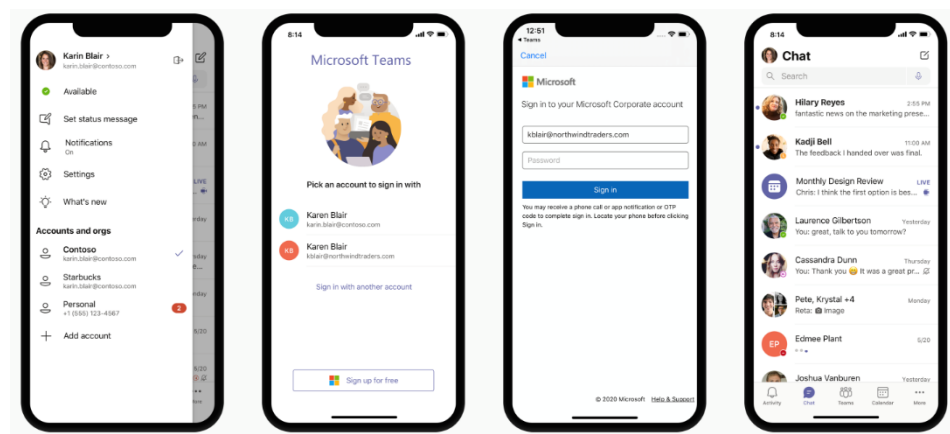 Karin Blair >
karin.blair@contoso.com
Available
Set status message
Notifications
On
Settings
What's new
Accounts and orgs
Contoso
karin.blair@contoso.com
Starbucks
karin.blair@contoso.com
Personal
+1 (555) 123-4567
2
Add account
8:14
Microsoft Teams
Pick an account to sign in with
KB
Karen Blair
karin.blair@contoso.com
KB
Karen Blair
kblair@northwindtraders.com
Sign in with another account
Sign up for free
12:51
Teams
Cancel
Microsoft
Sign in to your Microsoft Corporate account
kblair@northwindtraders.com
Password
Sign in
You may receive a phone call or app notification or OTP
code to complete sign in. Locate your phone before clicking
Sign in.
© 2020 Microsoft Help & Support
8:14
Chat
Search
Hilary Reyes 2:55 PM
fantastic news on the marketing prese...
Kadji Bell 11:00 AM
The feedback I handed over was final.
Monthly Design Review LIVE
Chris: I think the first option is bes...
Laurence Gilbertson Yesterday
You: great, talk to you tomorrow?
Cassandra Dunn Thursday
You: Thank you 😄 It was a great pr...
Pete, Krystal +4 Monday
Reta: Image
EP
Edmee Plant 5/20
Joshua Vanburen Yesterday
Activity
Chat
Teams
Calendar
More